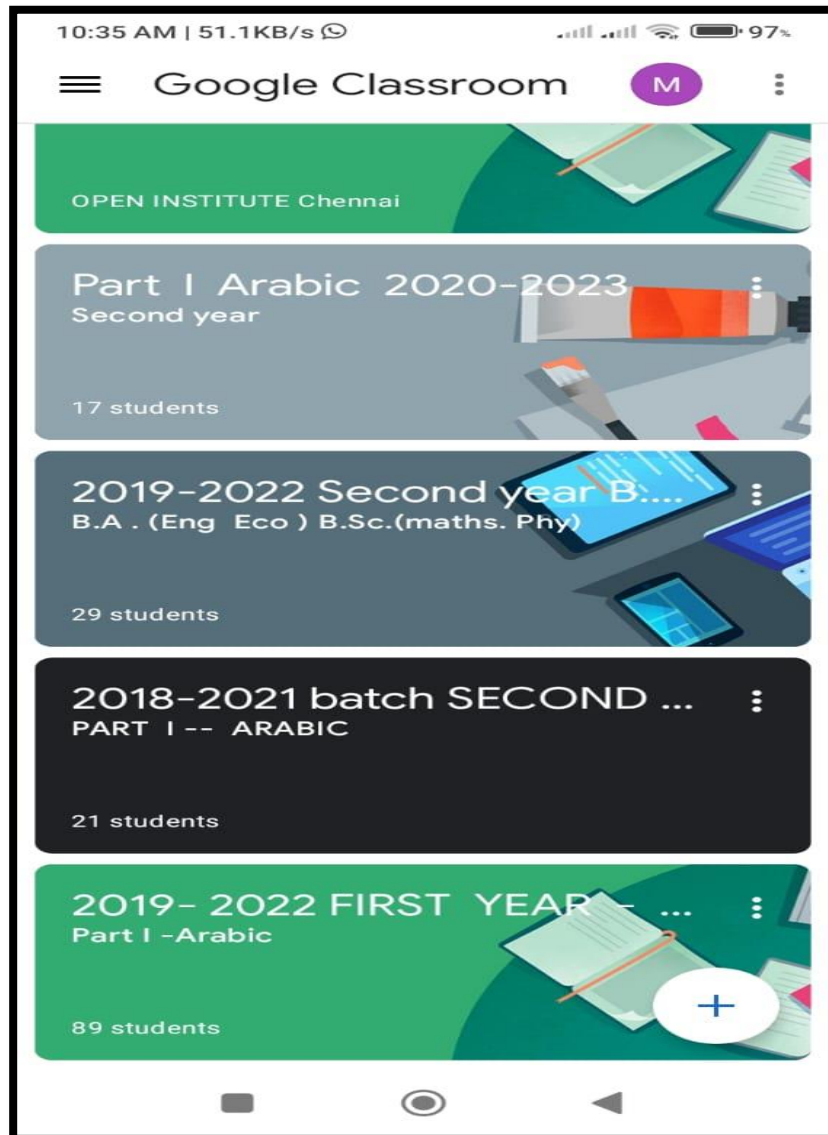 10:35 AM | 51.1KB/s 97%
Google Classroom M
OPEN INSTITUTE Chennai
Part I Arabic 2020-2023
Second year
17 students
2019-2022 Second year B....
B.A . (Eng Eco ) B.Sc.(maths. Phy)
29 students
2018-2021 batch SECOND ...
PART I -- ARABIC
21 students
2019- 2022 FIRST YEAR - ...
Part I -Arabic
89 students